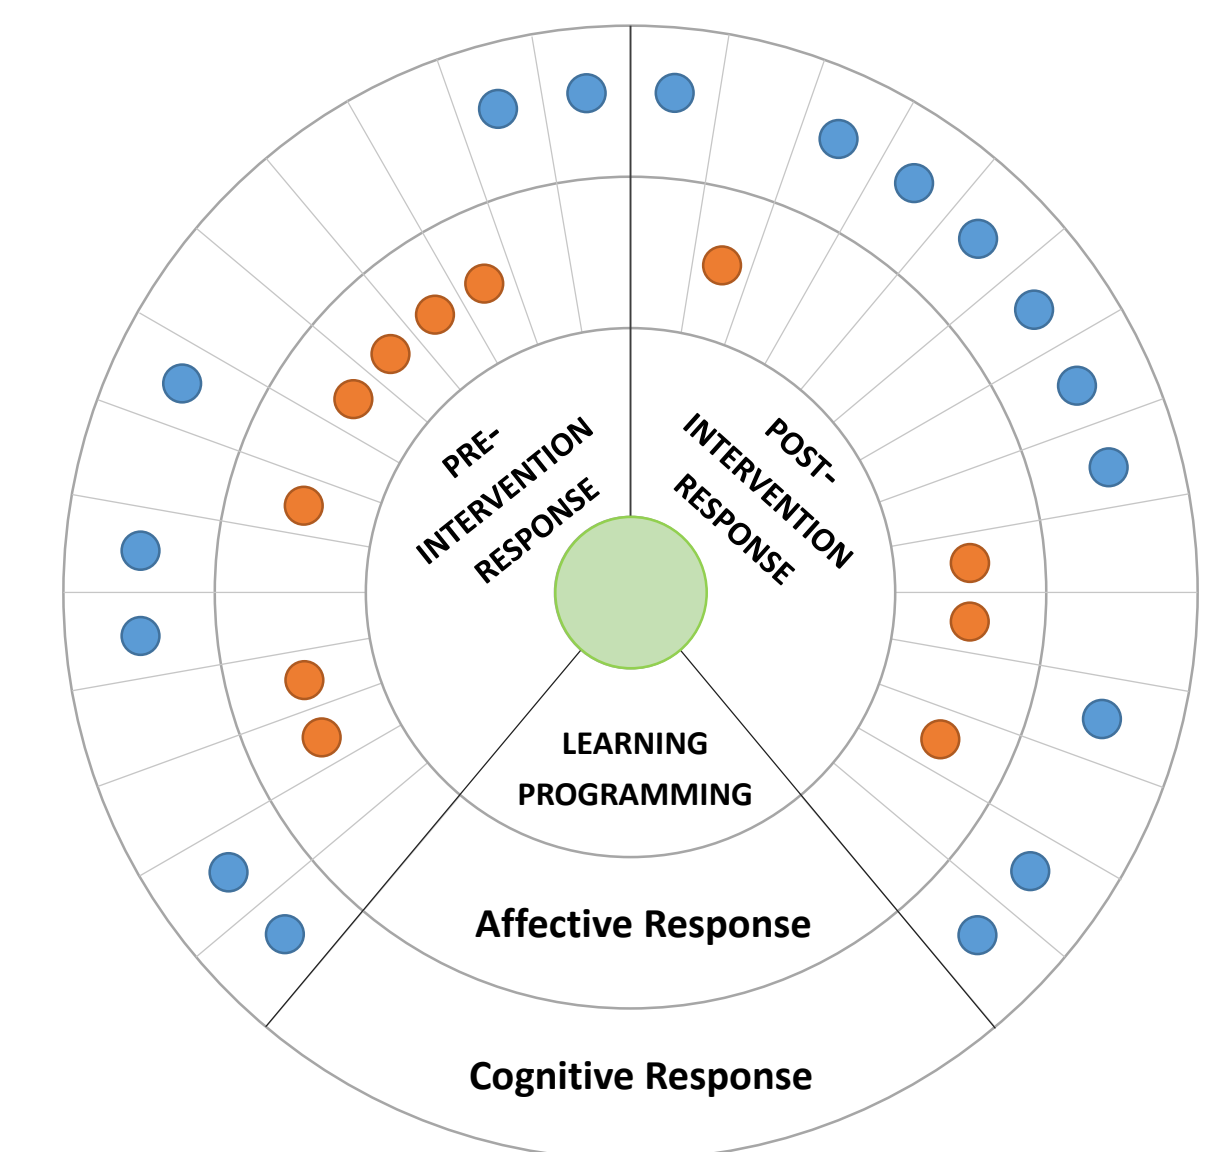 PRE-
INTERVENTION
RESPONSE
POST-
INTERVENTION
RESPONSE
LEARNING
PROGRAMMING
Affective Response
Cognitive Response